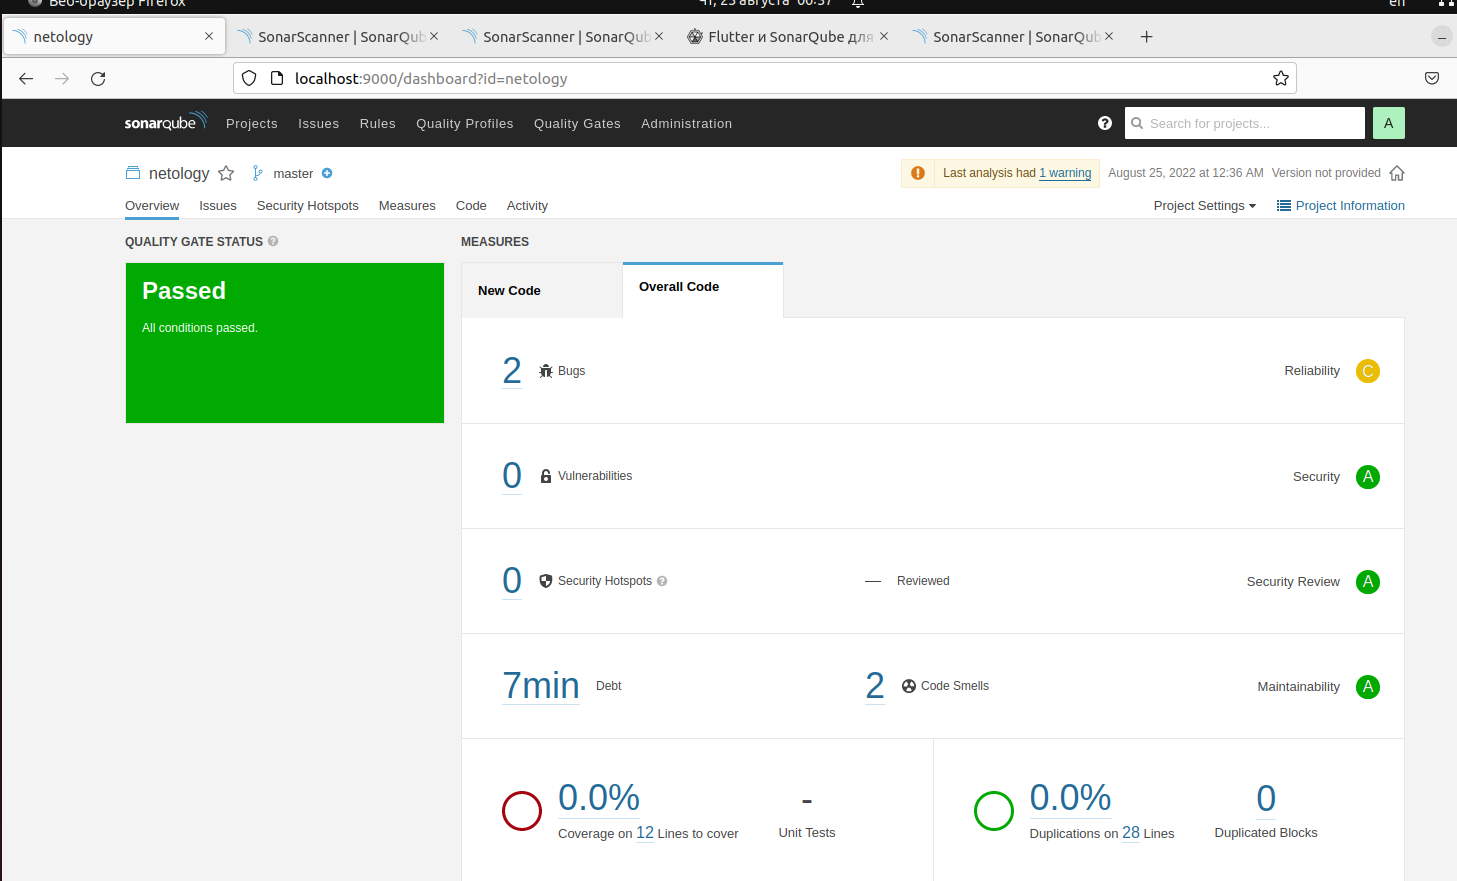 Веб-браузер Firefox
Чт, 25 августа 00:37
en
netology
SonarScanner | SonarQub
SonarScanner | SonarQub
Flutter и SonarQube для
SonarScanner | SonarQub
localhost:9000/dashboard?id=netology
sonarqube Projects Issues Rules Quality Profiles Quality Gates Administration Search for projects... A
netology master
Last analysis had 1 warning August 25, 2022 at 12:36 AM Version not provided
Overview Issues Security Hotspots Measures Code Activity Project Settings Project Information
QUALITY GATE STATUS
MEASURES
Passed
All conditions passed.
New Code
Overall Code
2 Bugs Reliability C
0 Vulnerabilities Security A
0 Security Hotspots — Reviewed Security Review A
7min Debt 2 Code Smells Maintainability A
0.0%
Coverage on 12 Lines to cover
-
Unit Tests
0.0%
Duplications on 28 Lines
0
Duplicated Blocks